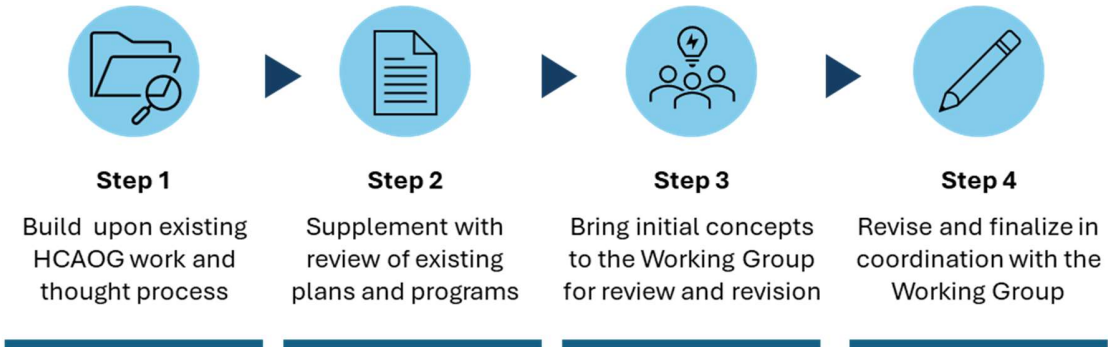 Step 1
Build upon existing
HCAOG work and
thought process
Step 2
Supplement with
review of existing
plans and programs
Step 3
Bring initial concepts
to the Working Group
for review and revision
Step 4
Revise and finalize in
coordination with the
Working Group